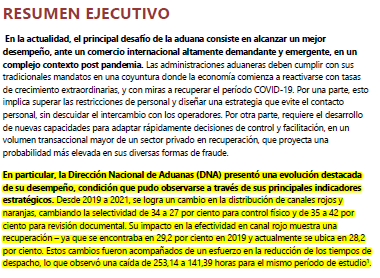 RESUMEN EJECUTIVO
En la actualidad, el principal desafío de la aduana consiste en alcanzar un mejor
desempeño, ante un comercio internacional altamente demandante y emergente, en un
complejo contexto post pandemia. Las administraciones aduaneras deben cumplir con sus
tradicionales mandatos en una coyuntura donde la economía comienza a reactivarse con tasas
de crecimiento extraordinarias, y con miras a recuperar el período COVID-19. Por una parte, esto
implica superar las restricciones de personal y diseñar una estrategia que evite el contacto
personal, sin descuidar el intercambio con los operadores. Por otra parte, requiere el desarrollo
de nuevas capacidades para adaptar rápidamente decisiones de control y facilitación, en un
volumen transaccional mayor de un sector privado en recuperación, que proyecta una
probabilidad más elevada en sus diversas formas de fraude.
En particular, la Dirección Nacional de Aduanas (DNA) presentó una evolución destacada
de su desempeño, condición que pudo observarse a través de sus principales indicadores
estratégicos. Desde 2019 a 2021, se logra un cambio en la distribución de canales rojos y
naranjas, cambiando la selectividad de 34 a 27 por ciento para control físico y de 35 a 42 por
ciento para revisión documental. Su impacto en la efectividad en canal rojo muestra una
recuperación – ya que se encontraba en 29,2 por ciento en 2019 y actualmente se ubica en 28,2
por ciento. Estos cambios fueron acompañados de un esfuerzo en la reducción de los tiempos de
despacho, lo que observó una caída de 253,14 a 141,39 horas para el mismo período de estudio¹.